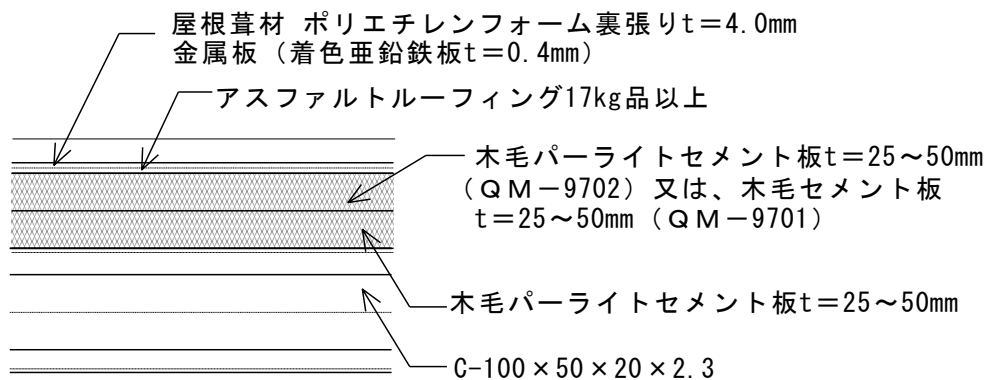 屋根葺材 ポリエチレンフォーム裏張りt＝4.0mm
金属板（着色亜鉛鉄板t＝0.4mm）
アスファルトルーフィング17kg品以上
木毛パーライトセメント板t＝25～50mm
（ＱＭ－9702）又は、木毛セメント板
t＝25～50mm（ＱＭ－9701）
木毛パーライトセメント板t＝25～50mm
C-100×50×20×2.3